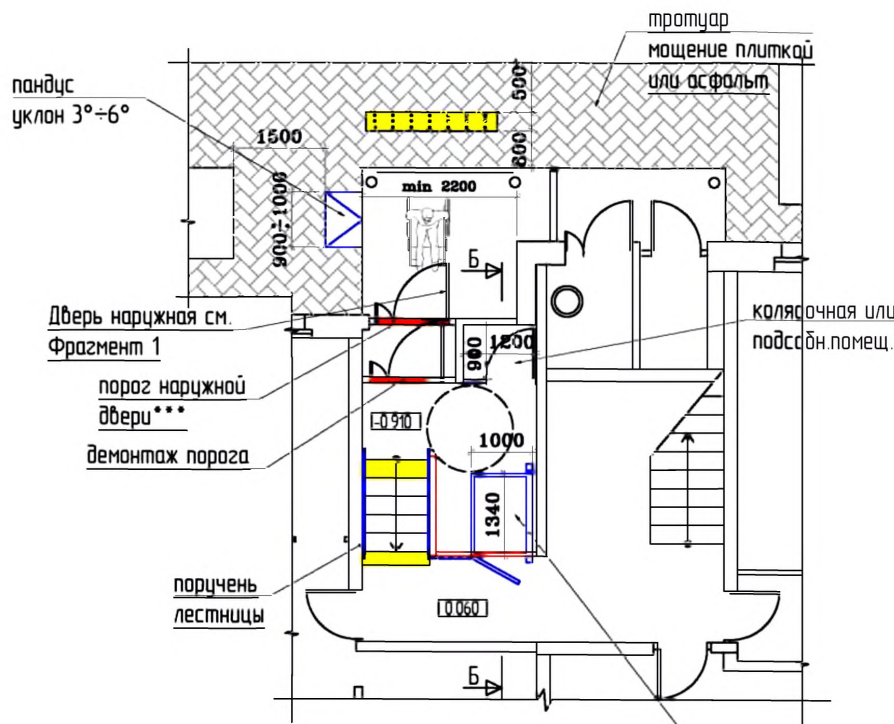 тротуар
мощение плиткой
или асфальт
пандус
уклон 3°÷6°
1500
500
800
min 2200
900÷1000
Б
Дверь наружная см.
Фрагмент 1
колясочная или
подсобн.помещ.
1200
900
порог наружной
двери***
-0.910
демонтаж порога
1000
1340
поручень
лестницы
0.060
Б